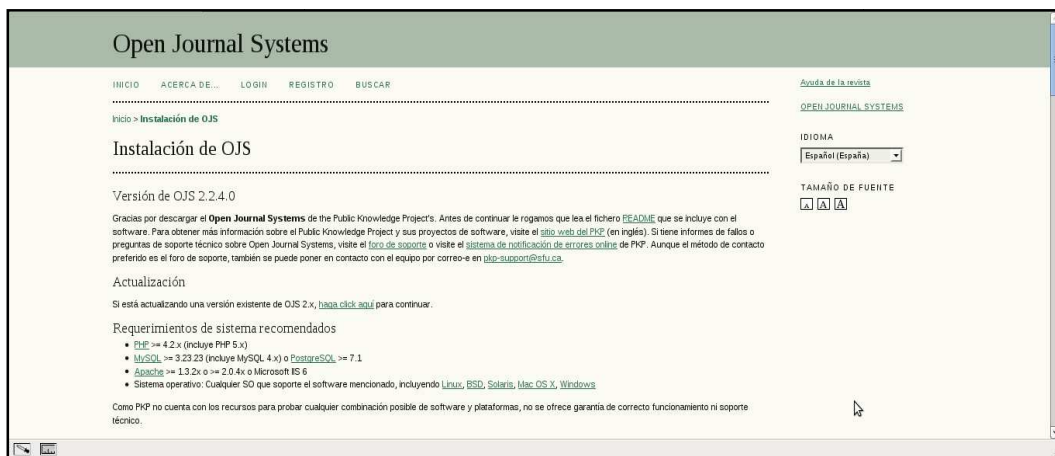 Open Journal Systems
INICIO ACERCA DE... LOGIN REGISTRO BUSCAR
Inicio > Instalación de OJS
Instalación de OJS
Versión de OJS 2.2.4.0
Gracias por descargar el Open Journal Systems de the Public Knowledge Project's. Antes de continuar le rogamos que lea el fichero README que se incluye con el
software. Para obtener más información sobre el Public Knowledge Project y sus proyectos de software, visite el sitio web del PKP (en inglés). Si tiene informes de fallos o
preguntas de soporte técnico sobre Open Journal Systems, visite el foro de soporte o visite el sistema de notificación de errores online de PKP. Aunque el método de contacto
preferido es el foro de soporte, también se puede poner en contacto con el equipo por correo-e en pkp-support@sfu.ca.
Actualización
Si está actualizando una versión existente de OJS 2.x, haga click aquí para continuar.
Requerimientos de sistema recomendados
• PHP >= 4.2.x (incluye PHP 5.x)
• MySQL >= 3.23.23 (incluye MySQL 4.x) o PostgreSQL >= 7.1
• Apache >= 1.3.2x o >= 2.0.4x o Microsoft IIS 6
• Sistema operativo: Cualquier SO que soporte el software mencionado, incluyendo Linux, BSD, Solaris, Mac OS X, Windows
Como PKP no cuenta con los recursos para probar cualquier combinación posible de software y plataformas, no se ofrece garantía de correcto funcionamiento ni soporte
técnico.
Ayuda de la revista
OPEN JOURNAL SYSTEMS
IDIOMA
Español (España)
TAMAÑO DE FUENTE
A A A